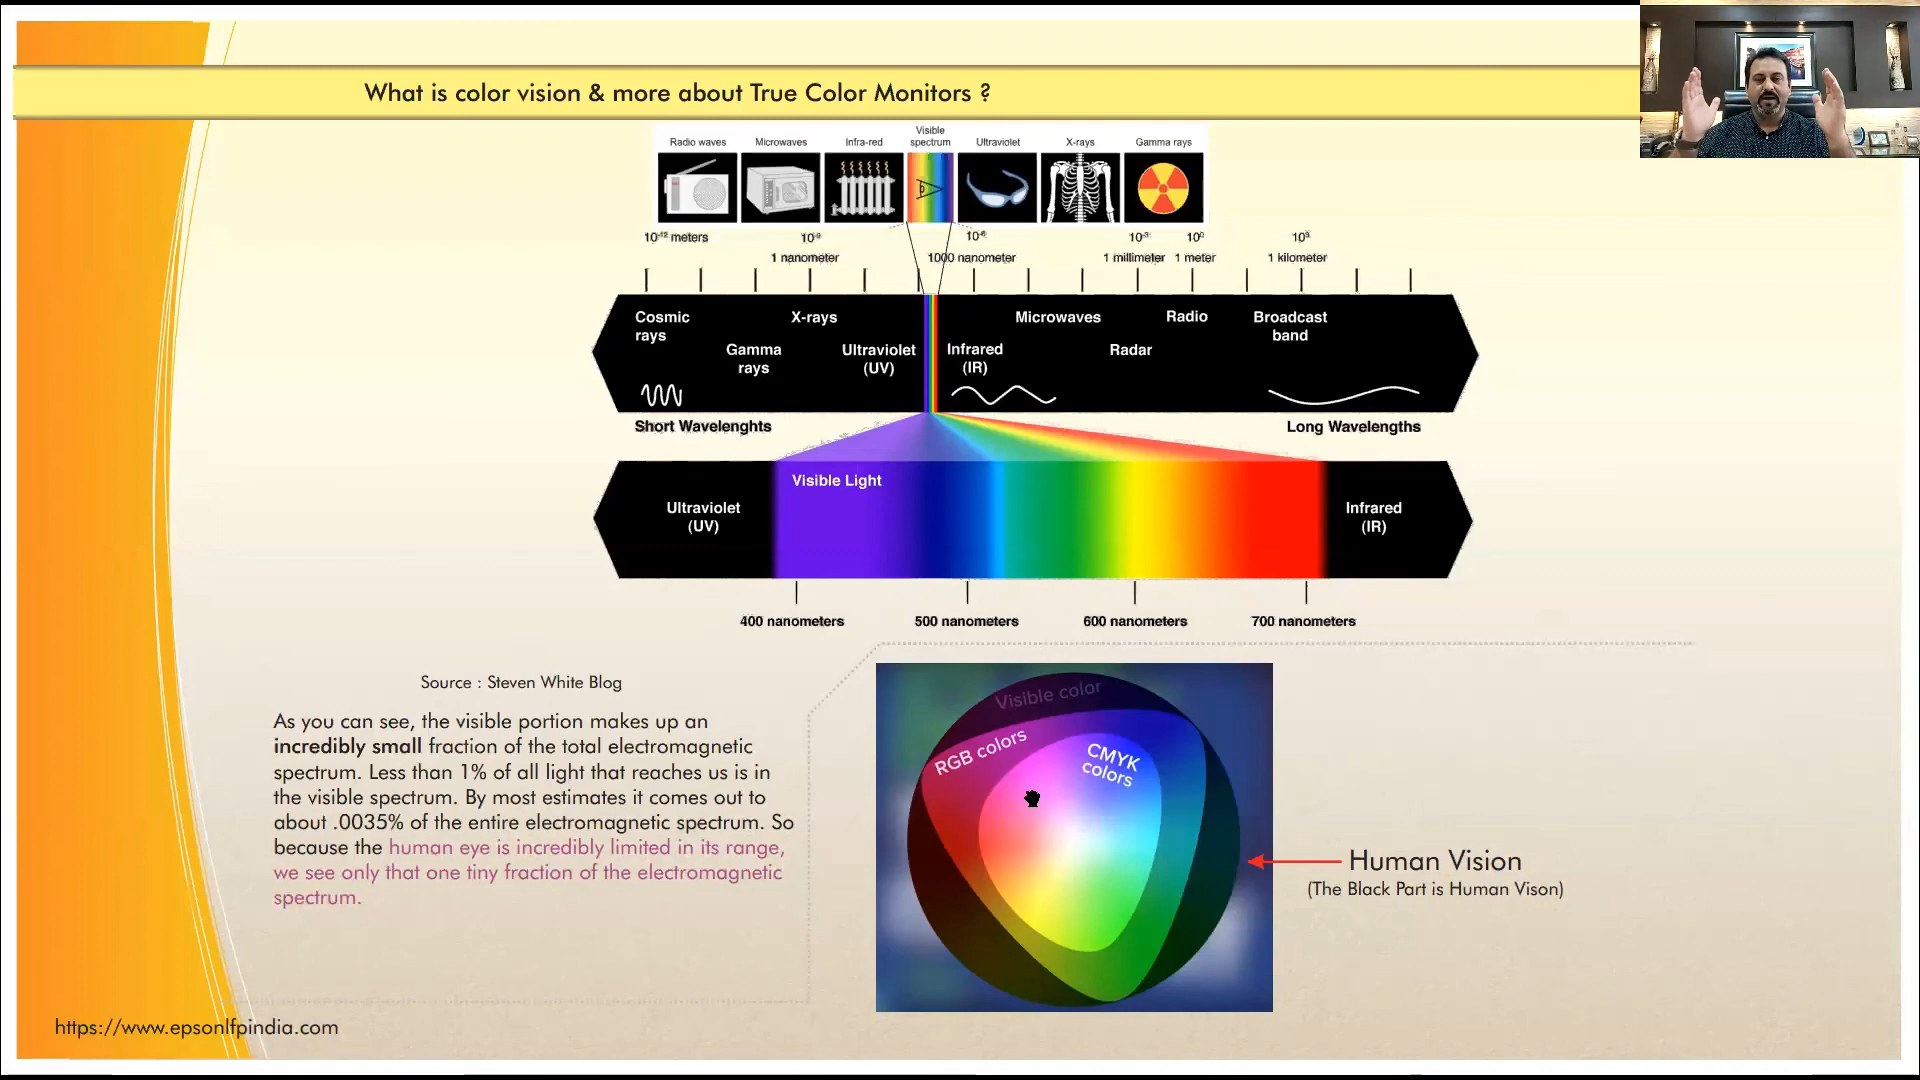 What is color vision & more about True Color Monitors ?
Radio waves
Microwaves
Infra-red
Visible
spectrum
Ultraviolet
X-rays
Gamma rays
10⁻¹² meters
10⁻⁹
10⁻⁶
10⁻³
10⁰
10³
1 nanometer
1000 nanometer
1 millimeter
1 meter
1 kilometer
Cosmic
rays
X-rays
Microwaves
Radio
Broadcast
band
Gamma
rays
Ultraviolet
(UV)
Infrared
(IR)
Radar
Short Wavelenghts
Long Wavelengths
Visible Light
Ultraviolet
(UV)
Infrared
(IR)
400 nanometers
500 nanometers
600 nanometers
700 nanometers
Source : Steven White Blog
As you can see, the visible portion makes up an
incredibly small fraction of the total electromagnetic
spectrum. Less than 1% of all light that reaches us is in
the visible spectrum. By most estimates it comes out to
about .0035% of the entire electromagnetic spectrum. So
because the human eye is incredibly limited in its range,
we see only that one tiny fraction of the electromagnetic
spectrum.
Visible color
RGB colors
CMYK
colors
Human Vision
(The Black Part is Human Vison)
https://www.epsonlfpindia.com